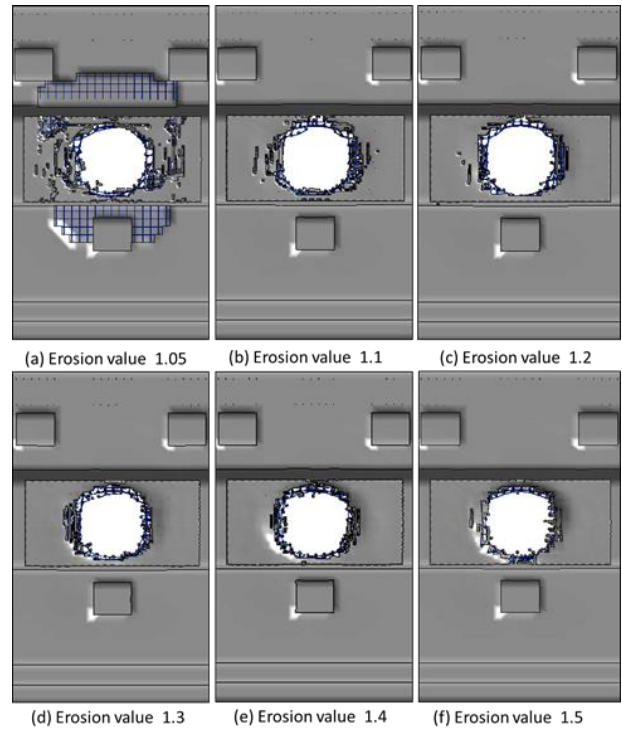 (a) Erosion value 1.05
(b) Erosion value 1.1
(c) Erosion value 1.2
(d) Erosion value 1.3
(e) Erosion value 1.4
(f) Erosion value 1.5